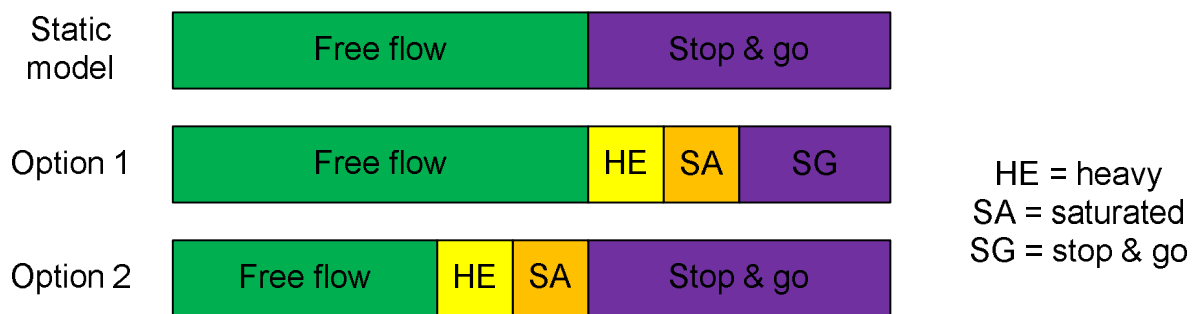 Static
model
Free flow
Stop & go
Option 1
Free flow
HE
SA
SG
HE = heavy
SA = saturated
SG = stop & go
Option 2
Free flow
HE
SA
Stop & go